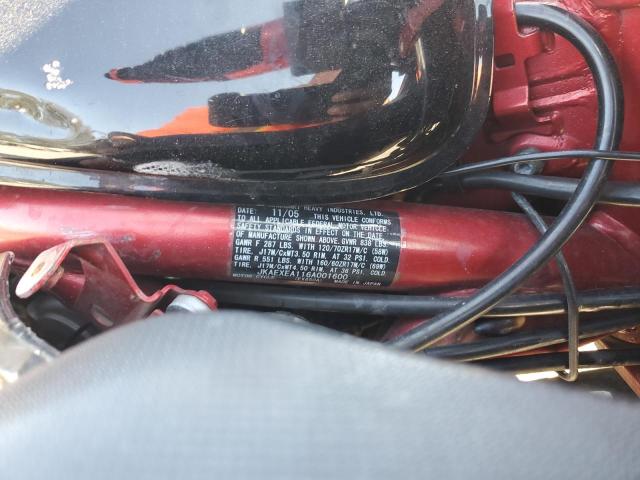 HEAVY INDUSTRIES, LTD.
DATE: 11/05 THIS VEHICLE CONFORMS
TO ALL APPLICABLE FEDERAL MOTOR VEHICLE
SAFETY STANDARDS IN EFFECT ON THE DATE
OF MANUFACTURE SHOWN ABOVE. GVWR 838 LBS.
GAWR F 287 LBS. WITH 120/70ZR17M/C (58W)
TIRE, J17M/CxMT3.50 RIM, AT 32 PSI. COLD.
GAWR R 551 LBS. WITH 160/60ZR17M/C (69W)
TIRE, J17M/CxMT4.50 RIM, AT 36 PSI. COLD
JKAEXEA116A001600
MADE IN JAPAN